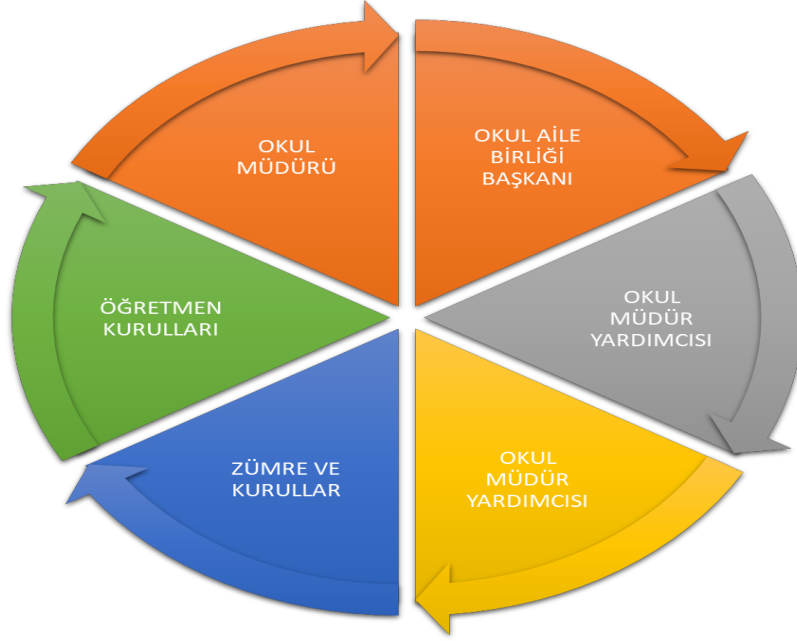 OKUL
MÜDÜRÜ
OKUL AİLE
BİRLİĞİ
BAŞKANI
OKUL
MÜDÜR
YARDIMCISI
OKUL
MÜDÜR
YARDIMCISI
ZÜMRE VE
KURULLAR
ÖĞRETMEN
KURULLARI